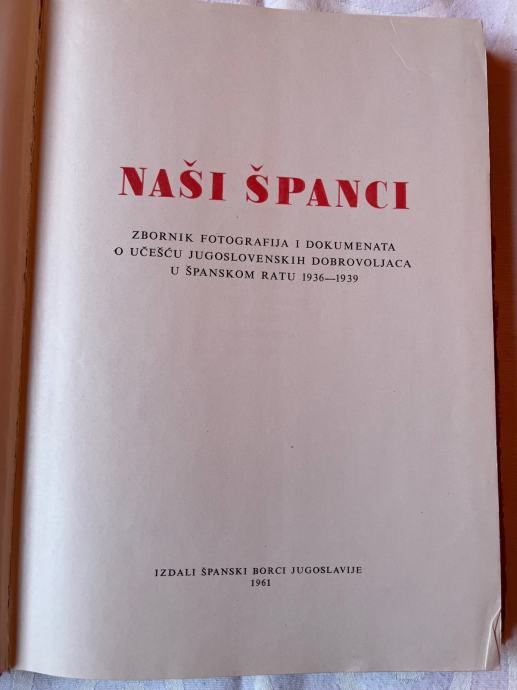 NAŠI ŠPANCI
ZBORNIK FOTOGRAFIJA I DOKUMENATA
O UČEŠĆU JUGOSLOVENSKIH DOBROVOLJACA
U ŠPANSKOM RATU 1936—1939
IZDALI ŠPANSKI BORCI JUGOSLAVIJE
1961